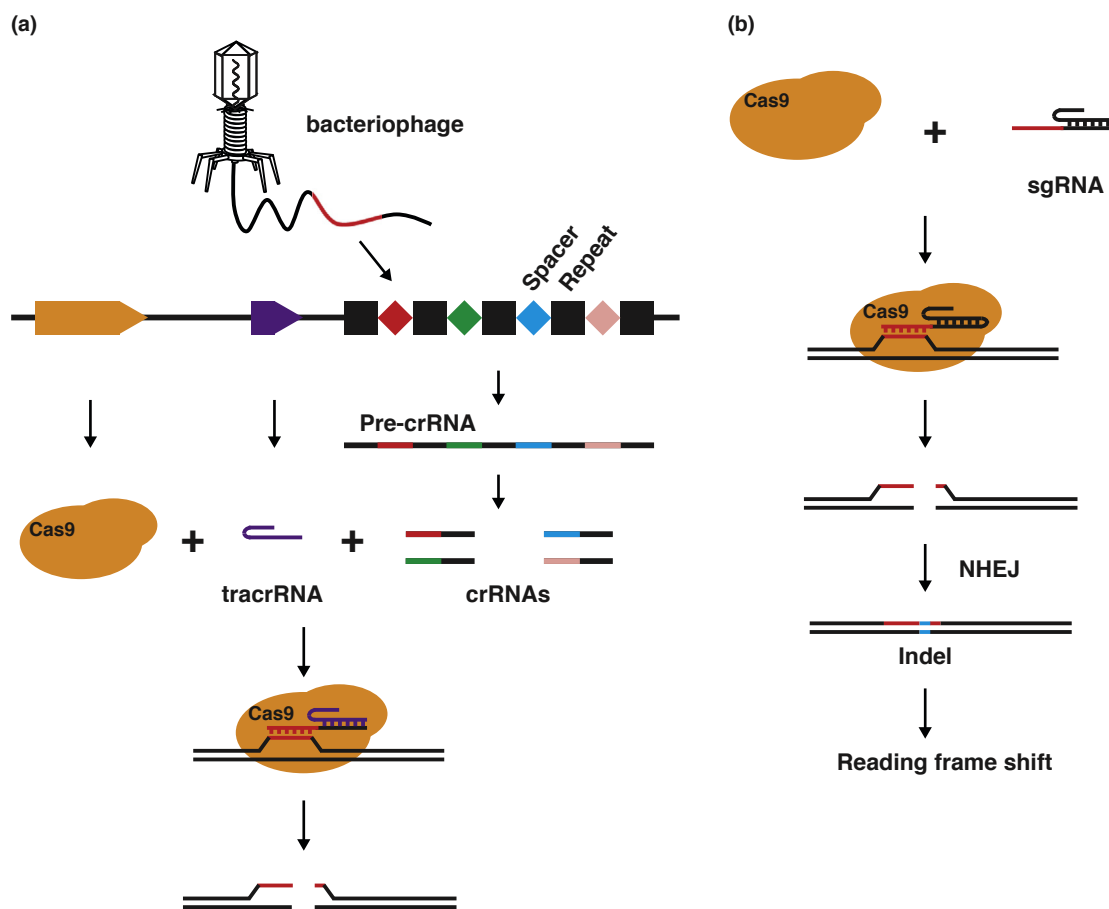 (a)
bacteriophage
Spacer
Repeat
Pre-crRNA
Cas9
+
+
tracrRNA
crRNAs
Cas9
(b)
Cas9
+
sgRNA
Cas9
NHEJ
Indel
Reading frame shift